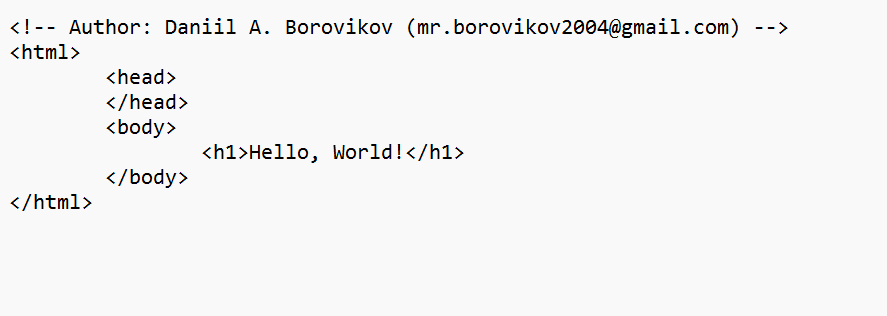 <!-- Author: Daniil A. Borovikov (mr.borovikov2004@gmail.com) -->
<html>
        <head>
        </head>
        <body>
                <h1>Hello, World!</h1>
        </body>
</html>